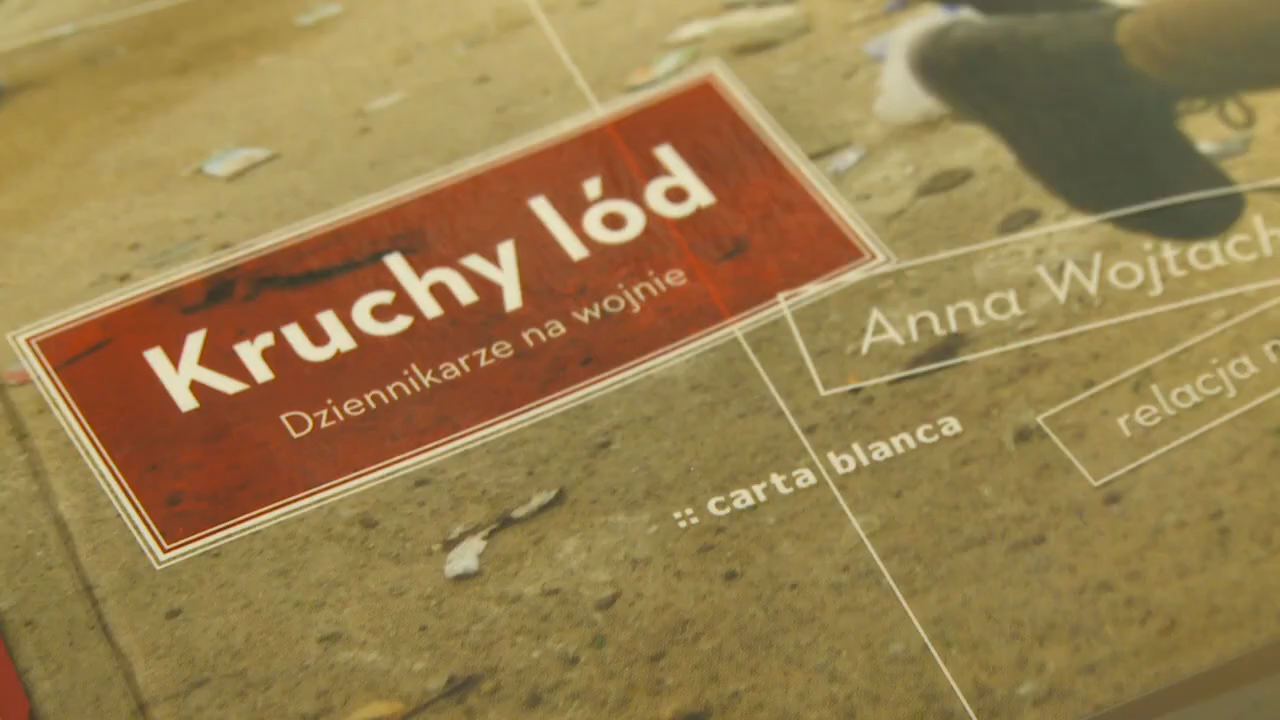 Kruchy lód
Dziennikarze na wojnie
Anna Wojtach
:: carta blanca
relacja